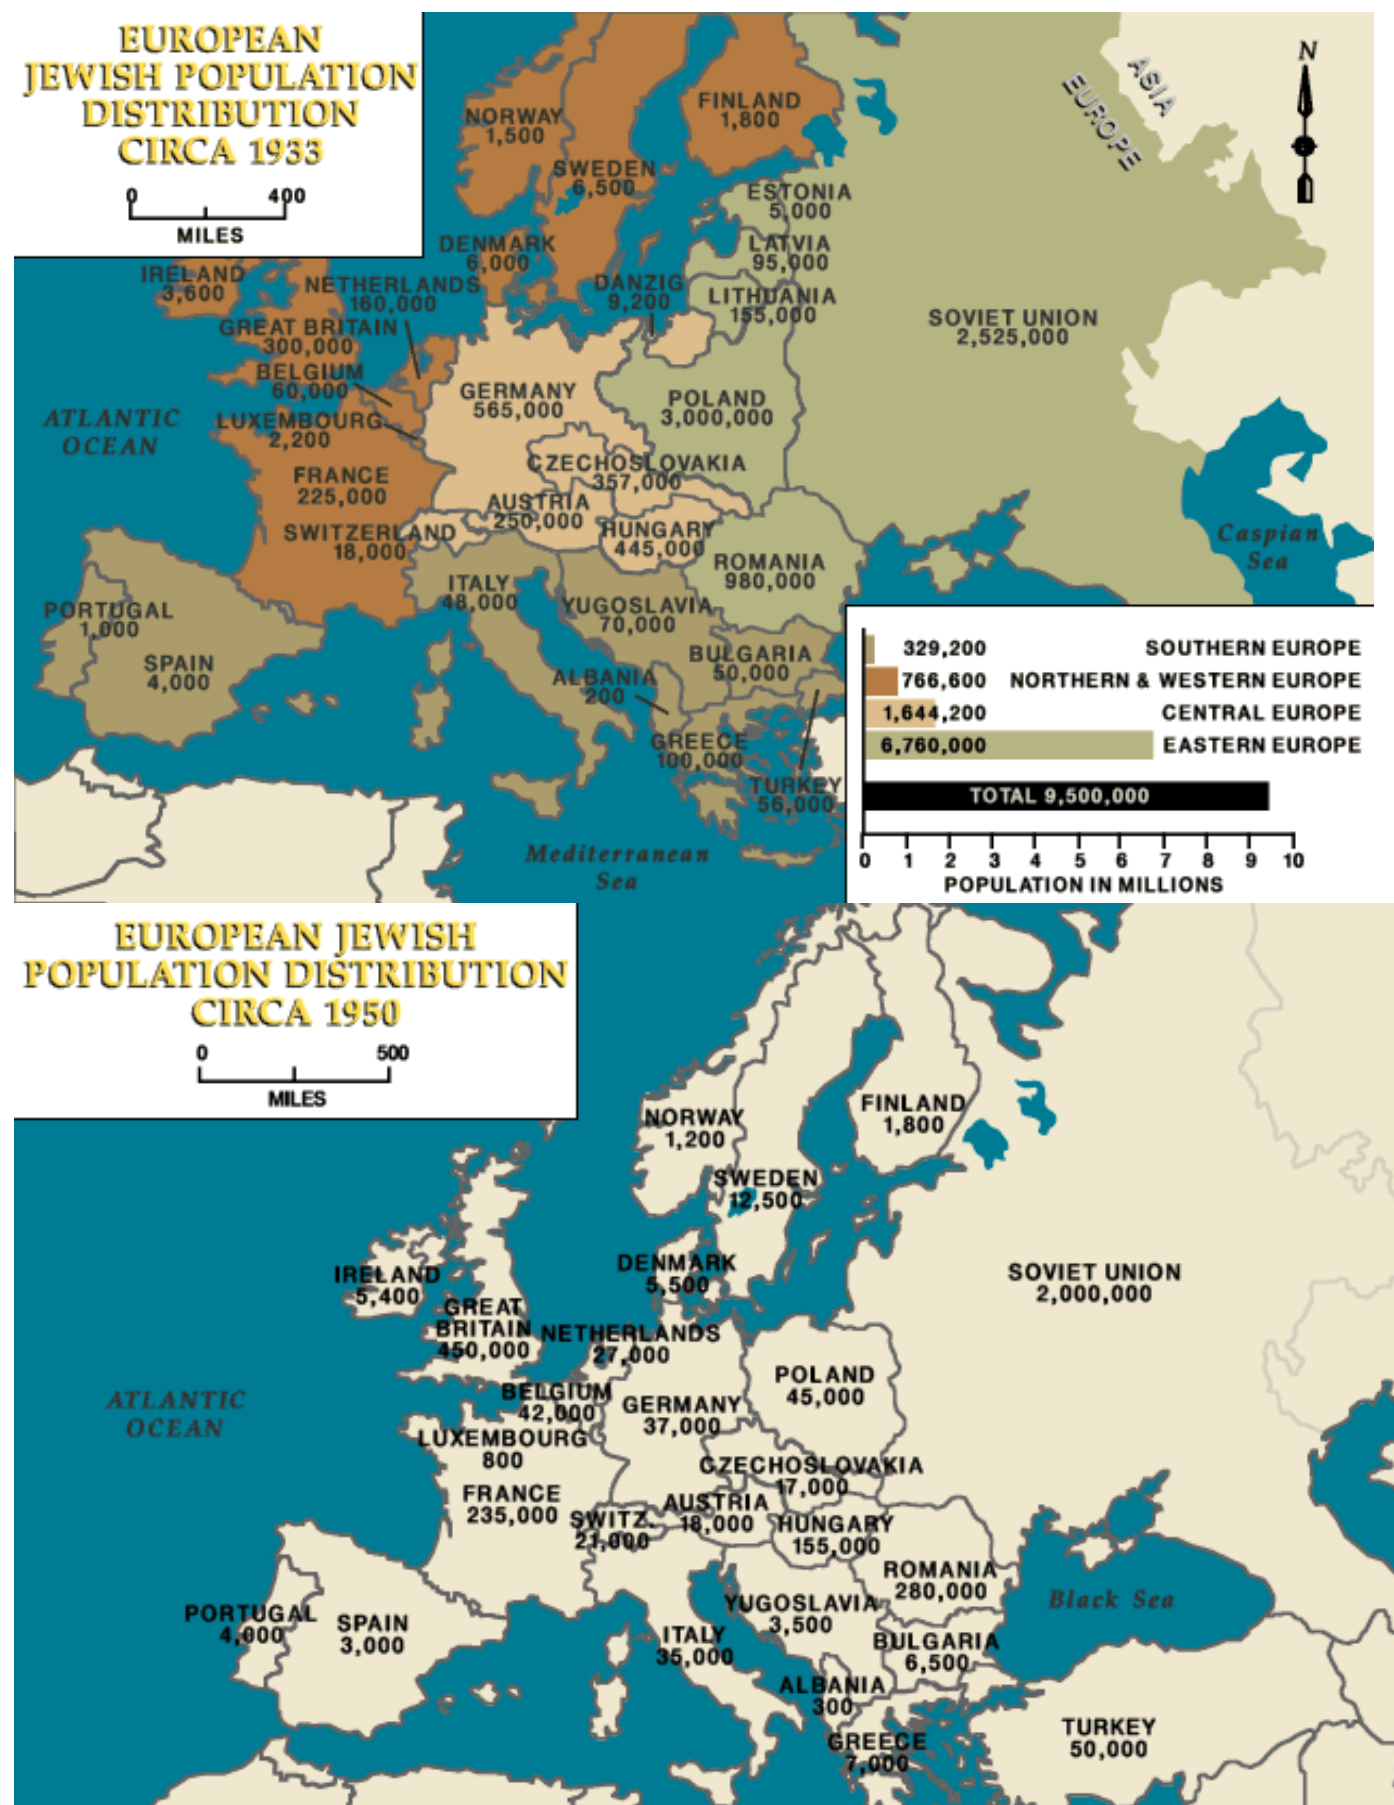 EUROPEAN
JEWISH POPULATION
DISTRIBUTION
CIRCA 1933
0 400
MILES
N
ASIA
EUROPE
NORWAY
1,500
FINLAND
1,800
SWEDEN
6,500
ESTONIA
5,000
DENMARK
6,000
LATVIA
95,000
IRELAND
3,600
NETHERLANDS
160,000
DANZIG
9,200
LITHUANIA
155,000
GREAT BRITAIN
300,000
SOVIET UNION
2,525,000
BELGIUM
60,000
GERMANY
565,000
POLAND
3,000,000
ATLANTIC
OCEAN
LUXEMBOURG
2,200
CZECHOSLOVAKIA
357,000
FRANCE
225,000
AUSTRIA
250,000
SWITZERLAND
18,000
HUNGARY
445,000
Caspian
Sea
ROMANIA
980,000
ITALY
48,000
PORTUGAL
1,000
YUGOSLAVIA
70,000
SPAIN
4,000
BULGARIA
50,000
ALBANIA
200
GREECE
100,000
TURKEY
56,000
Mediterranean
Sea
329,200 SOUTHERN EUROPE
766,600 NORTHERN & WESTERN EUROPE
1,644,200 CENTRAL EUROPE
6,760,000 EASTERN EUROPE
TOTAL 9,500,000
0 1 2 3 4 5 6 7 8 9 10
POPULATION IN MILLIONS
EUROPEAN JEWISH
POPULATION DISTRIBUTION
CIRCA 1950
0 500
MILES
NORWAY
1,200
FINLAND
1,800
SWEDEN
12,500
DENMARK
5,500
IRELAND
5,400
SOVIET UNION
2,000,000
GREAT
BRITAIN
450,000
NETHERLANDS
27,000
POLAND
45,000
BELGIUM
42,000
GERMANY
37,000
ATLANTIC
OCEAN
LUXEMBOURG
800
CZECHOSLOVAKIA
17,000
FRANCE
235,000
SWITZ.
21,000
AUSTRIA
18,000
HUNGARY
155,000
ROMANIA
280,000
Black Sea
PORTUGAL
4,000
SPAIN
3,000
YUGOSLAVIA
3,500
ITALY
35,000
BULGARIA
6,500
ALBANIA
300
GREECE
7,000
TURKEY
50,000